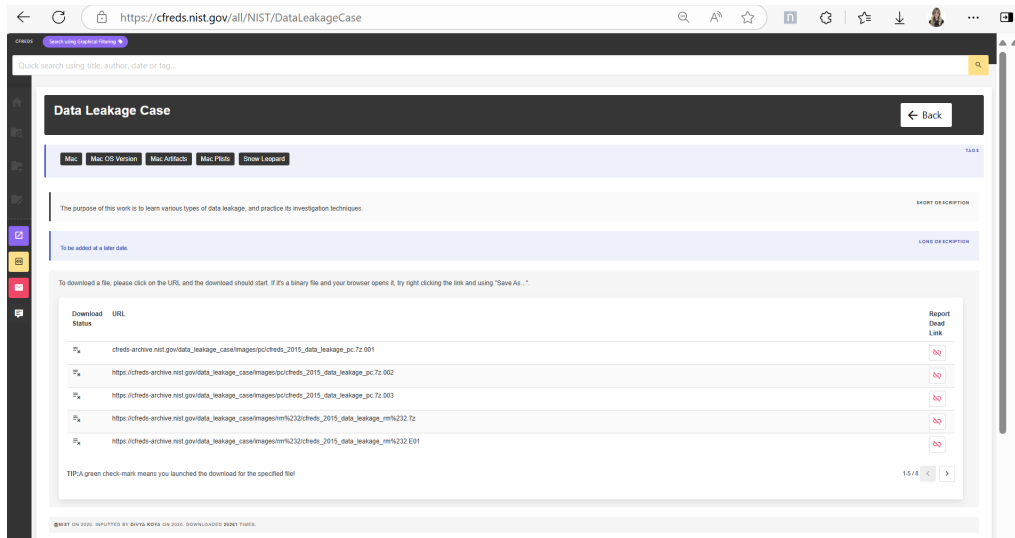 https://cfreds.nist.gov/all/NIST/DataLeakageCase
CFREDS
Search using Graphical Filtering
Quick search using title, author, date or tag...
Data Leakage Case
Back
TAGS
Mac
Mac OS Version
Mac Artifacts
Mac Plists
Snow Leopard
SHORT DESCRIPTION
The purpose of this work is to learn various types of data leakage, and practice its investigation techniques.
LONG DESCRIPTION
To be added at a later date.
To download a file, please click on the URL and the download should start. If it's a binary file and your browser opens it, try right clicking the link and using "Save As...".
Download Status
URL
Report Dead Link
cfreds-archive.nist.gov/data_leakage_case/images/pc/cfreds_2015_data_leakage_pc.7z.001
https://cfreds-archive.nist.gov/data_leakage_case/images/pc/cfreds_2015_data_leakage_pc.7z.002
https://cfreds-archive.nist.gov/data_leakage_case/images/pc/cfreds_2015_data_leakage_pc.7z.003
https://cfreds-archive.nist.gov/data_leakage_case/images/rm%232/cfreds_2015_data_leakage_rm%232.7z
https://cfreds-archive.nist.gov/data_leakage_case/images/rm%232/cfreds_2015_data_leakage_rm%232.E01
TIP:A green check-mark means you launched the download for the specified file!
1-5 / 8
@NIST ON 2020. INPUTTED BY DIVYA KOYA ON 2020. DOWNLOADED 26261 TIMES.